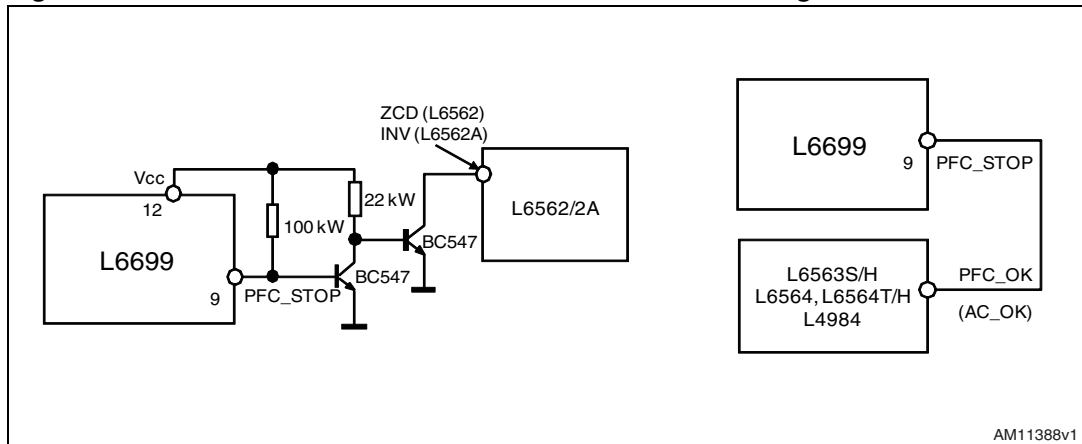 ZCD (L6562)
INV (L6562A)
Vcc
12
22 kW
100 kW
L6699
BC547
BC547
9
PFC_STOP
L6562/2A
L6699
9
PFC_STOP
L6563S/H
L6564, L6564T/H
L4984
PFC_OK
(AC_OK)
AM11388v1